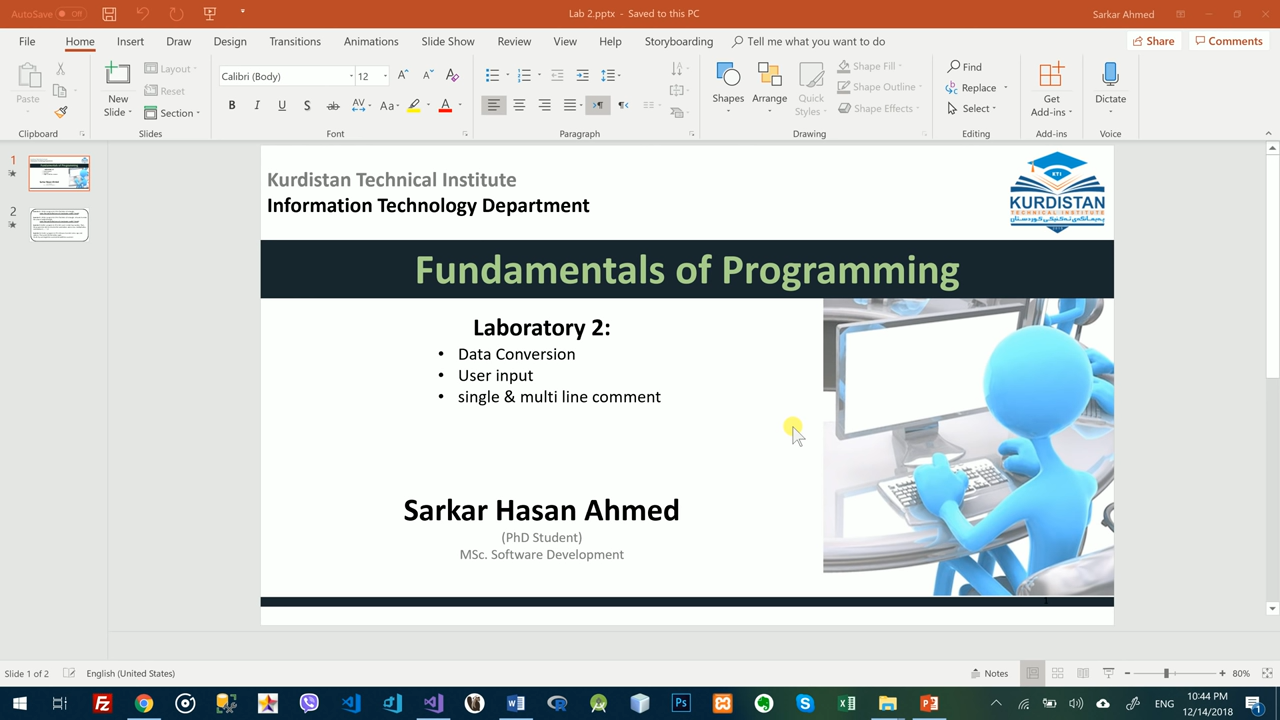 AutoSave Off
Lab 2.pptx - Saved to this PC
Sarkar Ahmed
File Home Insert Draw Design Transitions Animations Slide Show Review View Help Storyboarding Tell me what you want to do Share Comments
Paste
New Slide
Layout
Reset
Section
Calibri (Body) 12
Shapes
Arrange
Quick Styles
Shape Fill
Shape Outline
Shape Effects
Find
Replace
Select
Get Add-ins
Dictate
Clipboard Slides Font Paragraph Drawing Editing Add-ins Voice
1
2
Kurdistan Technical Institute
Information Technology Department
KTI
KURDISTAN
TECHNICAL INSTITUTE
Fundamentals of Programming
Laboratory 2:
• Data Conversion
• User input
• single & multi line comment
Sarkar Hasan Ahmed
(PhD Student)
MSc. Software Development
Slide 1 of 2 English (United States) Notes 80%
ENG
10:44 PM
12/14/2018